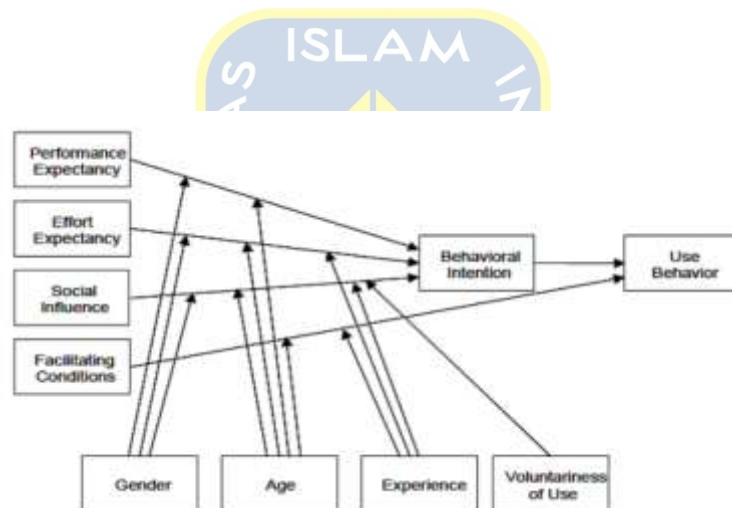 ISLAM
Performance
Expectancy
Effort
Expectancy
Social
Influence
Facilitating
Conditions
Behavioral
Intention
Use
Behavior
Gender
Age
Experience
Voluntariness
of Use